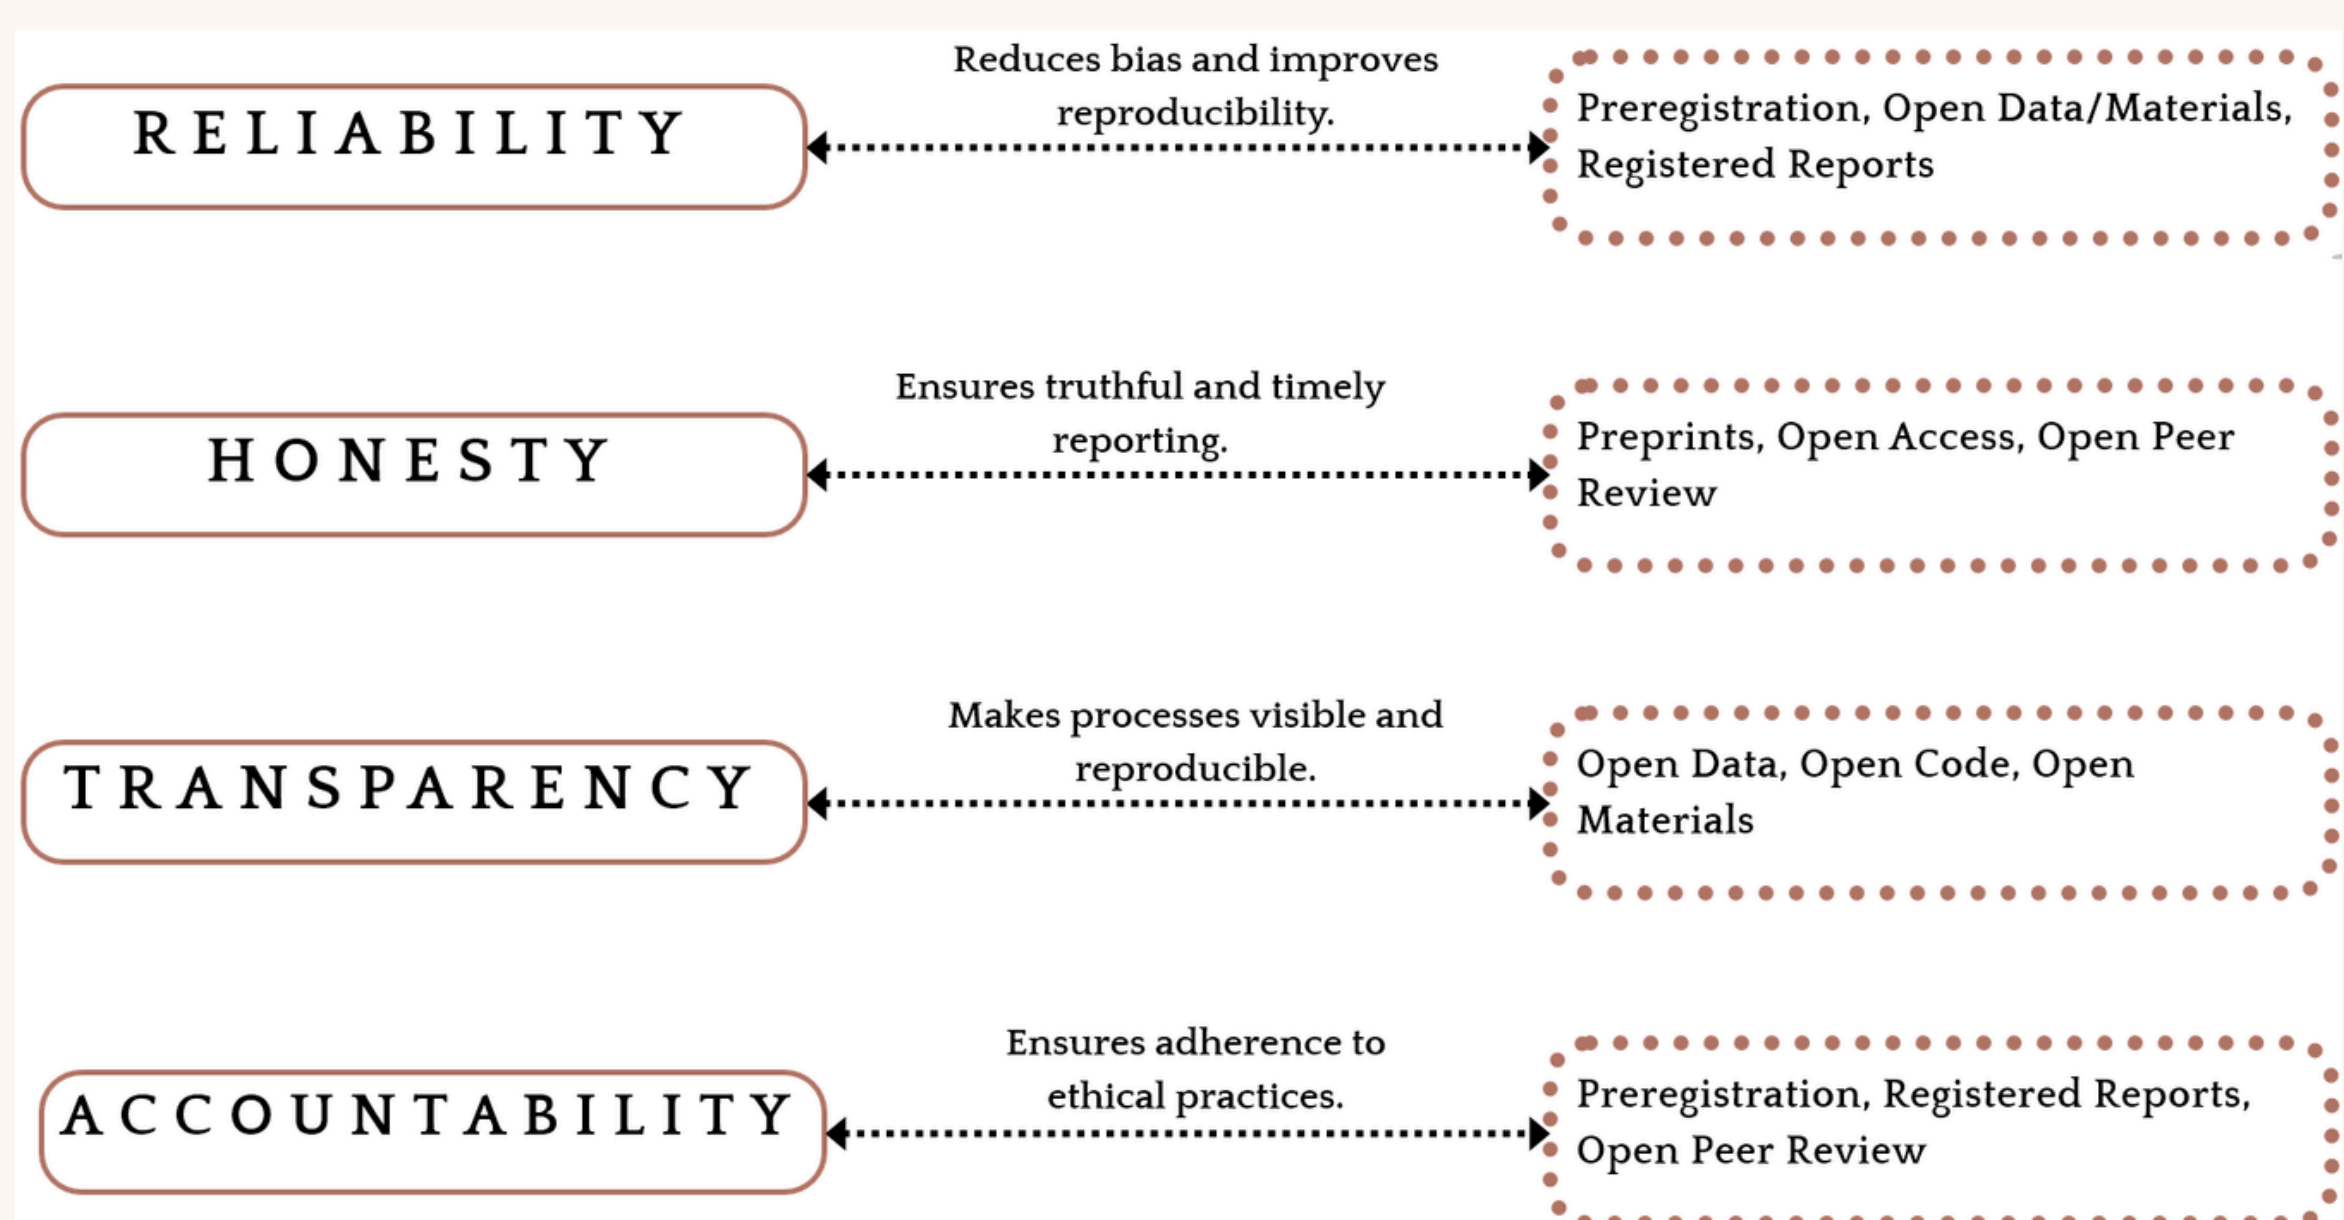 RELIABILITY
Reduces bias and improves
reproducibility.
Preregistration, Open Data/Materials,
Registered Reports
HONESTY
Ensures truthful and timely
reporting.
Preprints, Open Access, Open Peer
Review
TRANSPARENCY
Makes processes visible and
reproducible.
Open Data, Open Code, Open
Materials
ACCOUNTABILITY
Ensures adherence to
ethical practices.
Preregistration, Registered Reports,
Open Peer Review